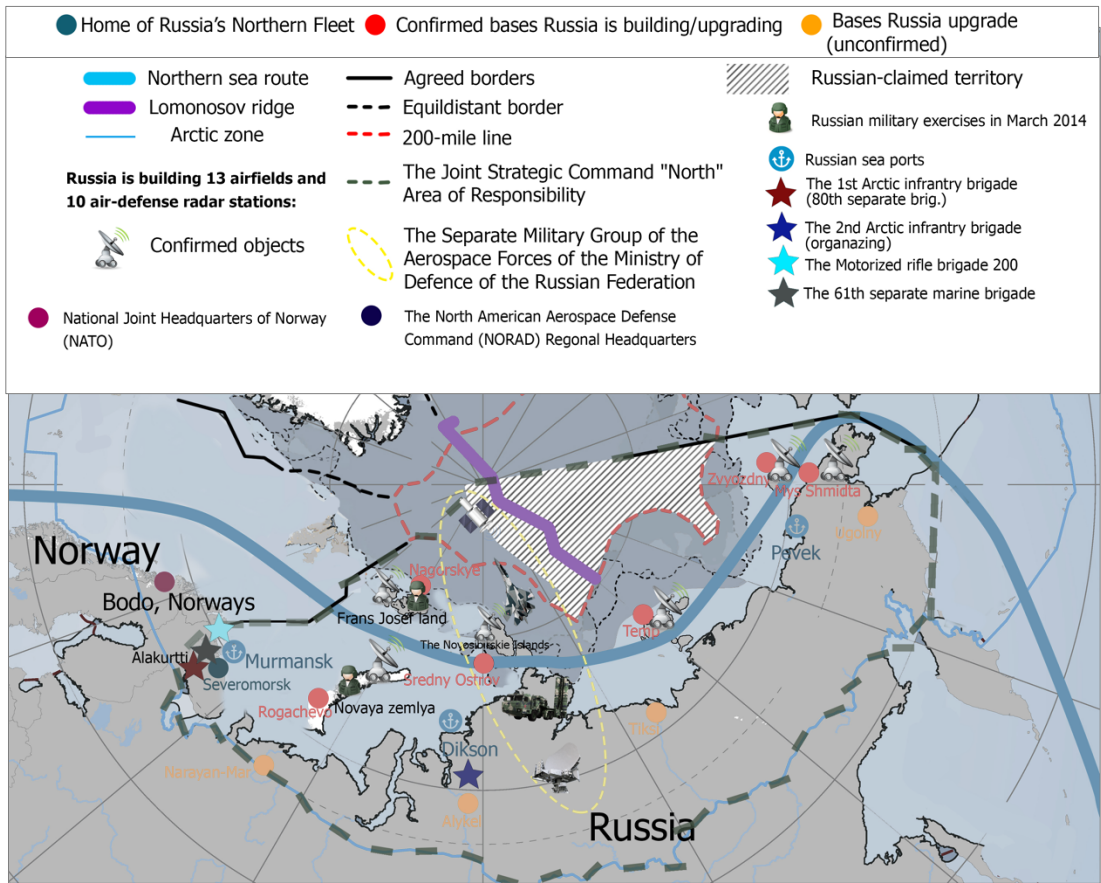 Home of Russia's Northern Fleet
Confirmed bases Russia is building/upgrading
Bases Russia upgrade
(unconfirmed)
Northern sea route
Lomonosov ridge
Arctic zone
Russia is building 13 airfields and
10 air-defense radar stations:
Confirmed objects
National Joint Headquarters of Norway
(NATO)
Agreed borders
Equildistant border
200-mile line
The Joint Strategic Command "North"
Area of Responsibility
The Separate Military Group of the
Aerospace Forces of the Ministry of
Defence of the Russian Federation
The North American Aerospace Defense
Command (NORAD) Regonal Headquarters
Russian-claimed territory
Russian military exercises in March 2014
Russian sea ports
The 1st Arctic infrantry brigade
(80th separate brig.)
The 2nd Arctic infrantry brigade
(organazing)
The Motorized rifle brigade 200
The 61th separate marine brigade
Zvyozdny
Mys Shmidta
Ugolny
Pevek
Norway
Nagorskye
Bodo, Norways
Frans Josef land
Temp
The Novosibirskie Islands
Alakurtti
Murmansk
Severomorsk
Sredny Ostrov
Rogachevo
Novaya zemlya
Tiksi
Dikson
Narayan-Mar
Alykel
Russia